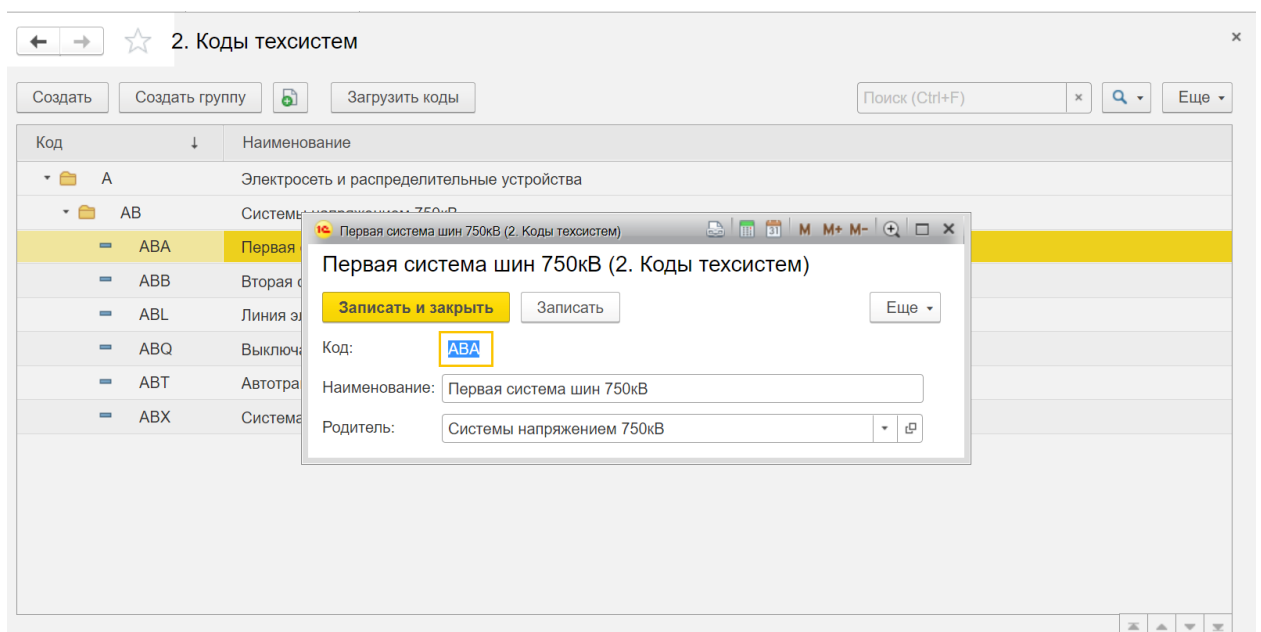 2. Коды техсистем
Создать Создать группу Загрузить коды Поиск (Ctrl+F) × Еще
Код ↓ Наименование
A Электросеть и распределительные устройства
AB Системы напряжением 750кВ
ABA Первая
ABB Вторая
ABL Линия
ABQ
ABT
ABX Система
1С Первая система шин 750кВ (2. Коды техсистем) 31 M M+ M-
Первая система шин 750кВ (2. Коды техсистем)
Записать и закрыть Записать Еще
Код: ABA
Наименование: Первая система шин 750кВ
Родитель: Системы напряжением 750кВ